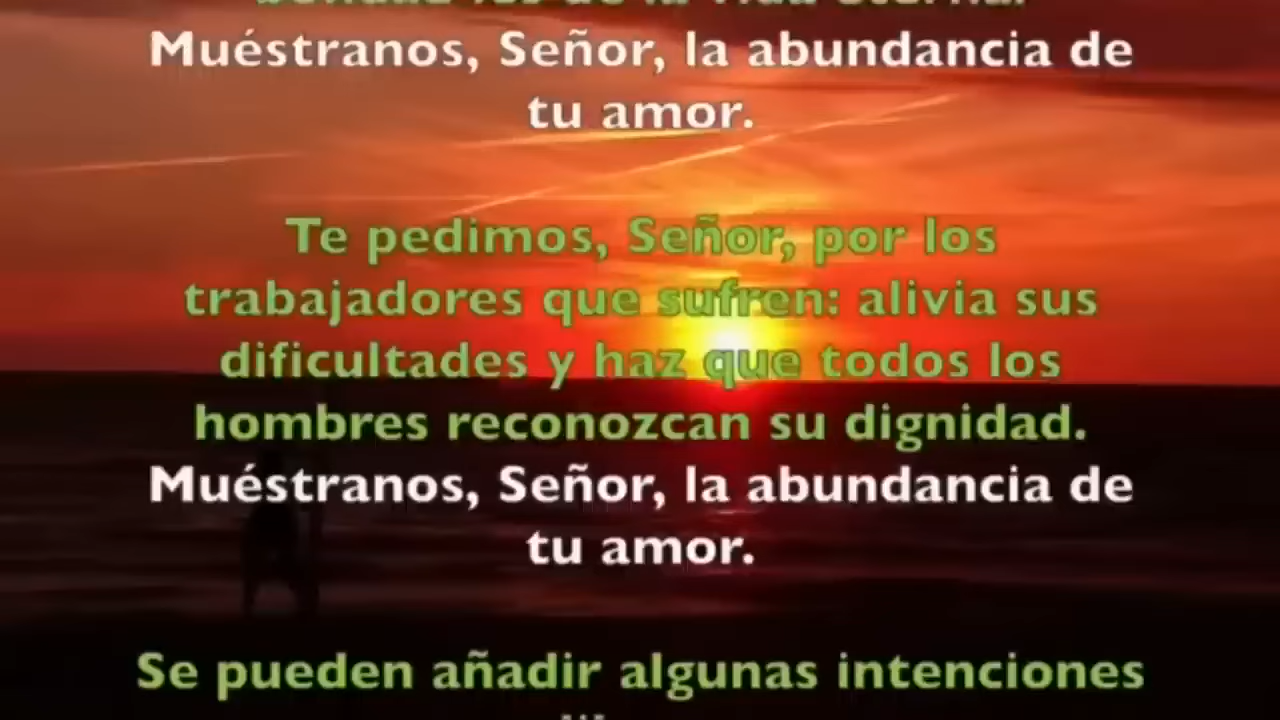 Muéstranos, Señor, la abundancia de
tu amor.
Te pedimos, Señor, por los
trabajadores que sufren: alivia sus
dificultades y haz que todos los
hombres reconozcan su dignidad.
Muéstranos, Señor, la abundancia de
tu amor.
Se pueden añadir algunas intenciones